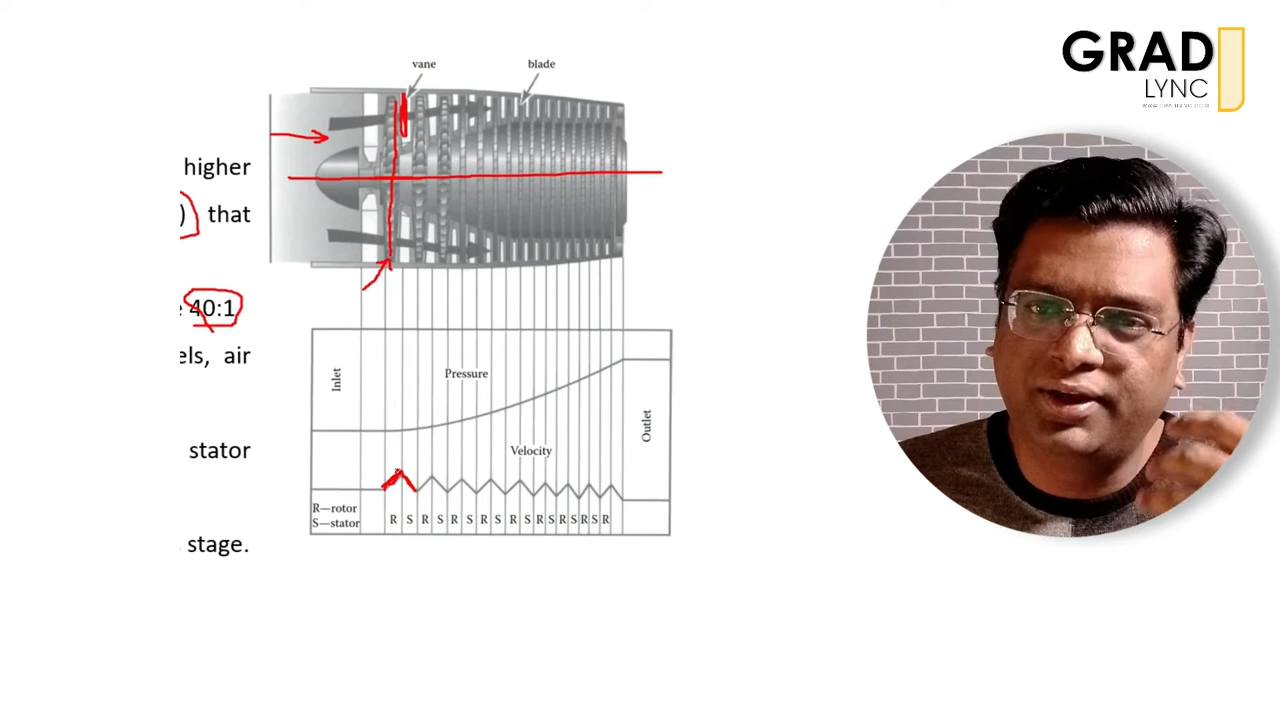 GRAD
LYNC
vane
blade
higher
) that
40:1
els, air
stator
stage.
Inlet
Pressure
Velocity
Outlet
R—rotor
S—stator
R S R S R S R S R S R S R S R